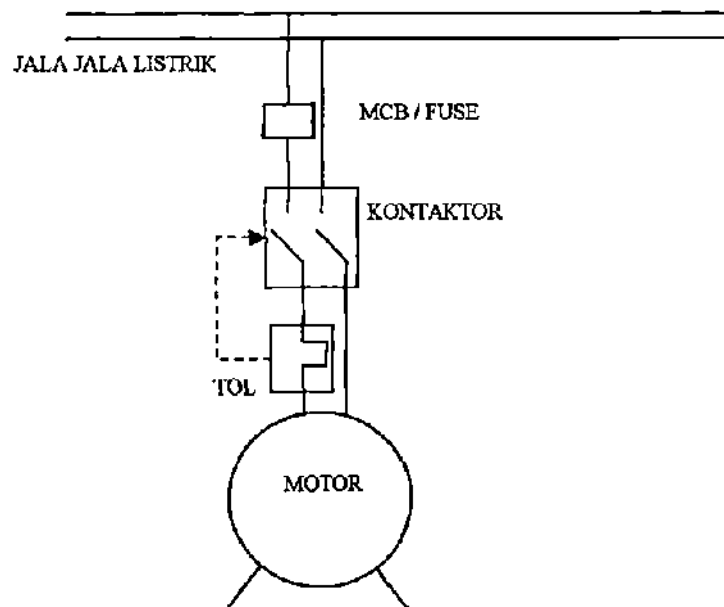 JALA JALA LISTRIK
MCB / FUSE
KONTAKTOR
TOL
MOTOR